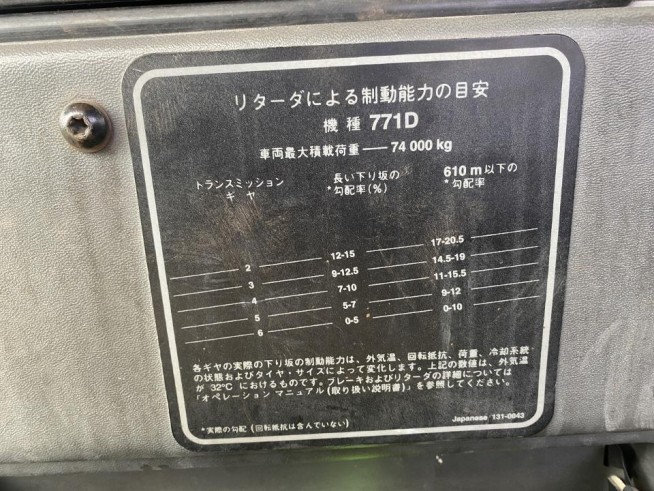 リターダによる制動能力の目安
機種 771D
車両最大積載荷重 — 74 000 kg
トランスミッション ギヤ 長い下り坂の *勾配率(%) 610 m以下の *勾配率
2 12-15 17-20.5
3 9-12.5 14.5-19
4 7-10 11-15.5
5 5-7 9-12
6 0-5 0-10
各ギヤの実際の下り坂の制動能力は、外気温、回転抵抗、荷重、冷却系統
の状態およびタイヤ・サイズによって変化します。上記の数値は、外気温
が 32°C におけるものです。ブレーキおよびリターダの詳細については
「オペレーション マニュアル(取り扱い説明書)」を参照してください。
*実際の勾配 (回転抵抗は含んでいない)
Japanese 131-0043